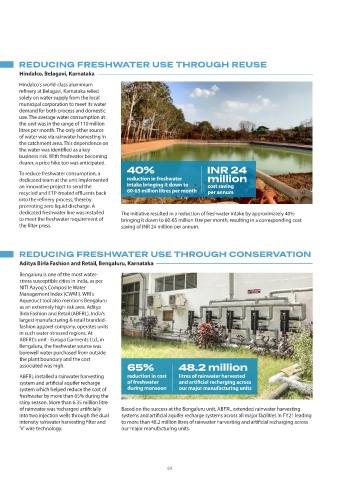 REDUCING FRESHWATER USE THROUGH REUSE
Hindalco, Belagavi, Karnataka
Hindalco's world-class aluminium
refinery at Belagavi, Karnataka relied
solely on water supply from the local
municipal corporation to meet its water
demand for both process and domestic
use. The average water consumption at
the unit was in the range of 110 million
litres per month. The only other source
of water was via rainwater harvesting in
the catchment area. This dependence on
the water was identified as a key
business risk. With freshwater becoming
dearer, a price hike too was anticipated.
To reduce freshwater consumption, a
dedicated team at the unit implemented
an innovative project to send the
recycled and ETP-treated effluents back
into the refinery process, thereby
promoting zero liquid discharge. A
dedicated freshwater line was installed
to meet the freshwater requirement of
the filter press.
40%
reduction in freshwater
intake bringing it down to
60-65 million litres per month
INR 24
million
cost saving
per annum
The initiative resulted in a reduction of freshwater intake by approximately 40%
bringing it down to 60-65 million litre per month, resulting in a corresponding cost
saving of INR 24 million per annum.
REDUCING FRESHWATER USE THROUGH CONSERVATION
Aditya Birla Fashion and Retail, Bengaluru, Karnataka
Bengaluru is one of the most water-
stress susceptible cities in India, as per
NITI Aayog's Composite Water
Management Index (CWMI). WRI's
Aqueduct tool also mentions Bengaluru
as an extremely high-risk area. Aditya
Birla Fashion and Retail (ABFRL), India's
largest manufacturing & retail branded-
fashion apparel company, operates units
in such water-stressed regions. At
ABFRL's unit - Europa Garments Ltd., in
Bengaluru, the freshwater source was
borewell water purchased from outside
the plant boundary and the cost
associated was high.
ABFRL installed a rainwater harvesting
system and artificial aquifer recharge
system which helped reduce the cost of
freshwater by more than 65% during the
rainy season. More than 6.35 million litre
of rainwater was recharged artificially
into two injection wells through the dual
intensity rainwater harvesting filter and
'V' wire technology.
65%
reduction in cost
of freshwater
during monsoon
48.2 million
litres of rainwater harvested
and artificial recharging across
our major manufacturing units
Based on the success at the Bengaluru unit, ABFRL extended rainwater harvesting
systems and artificial aquifer recharge systems across all major facilities in FY21 leading
to more than 48.2 million litres of rainwater harvesting and artificial recharging across
our major manufacturing units.